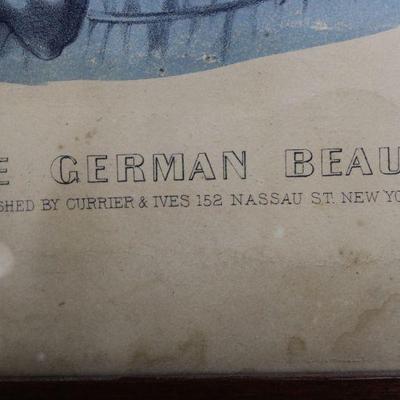 E GERMAN BEAU
SHED BY CURRIER & IVES 152 NASSAU ST. NEW YO